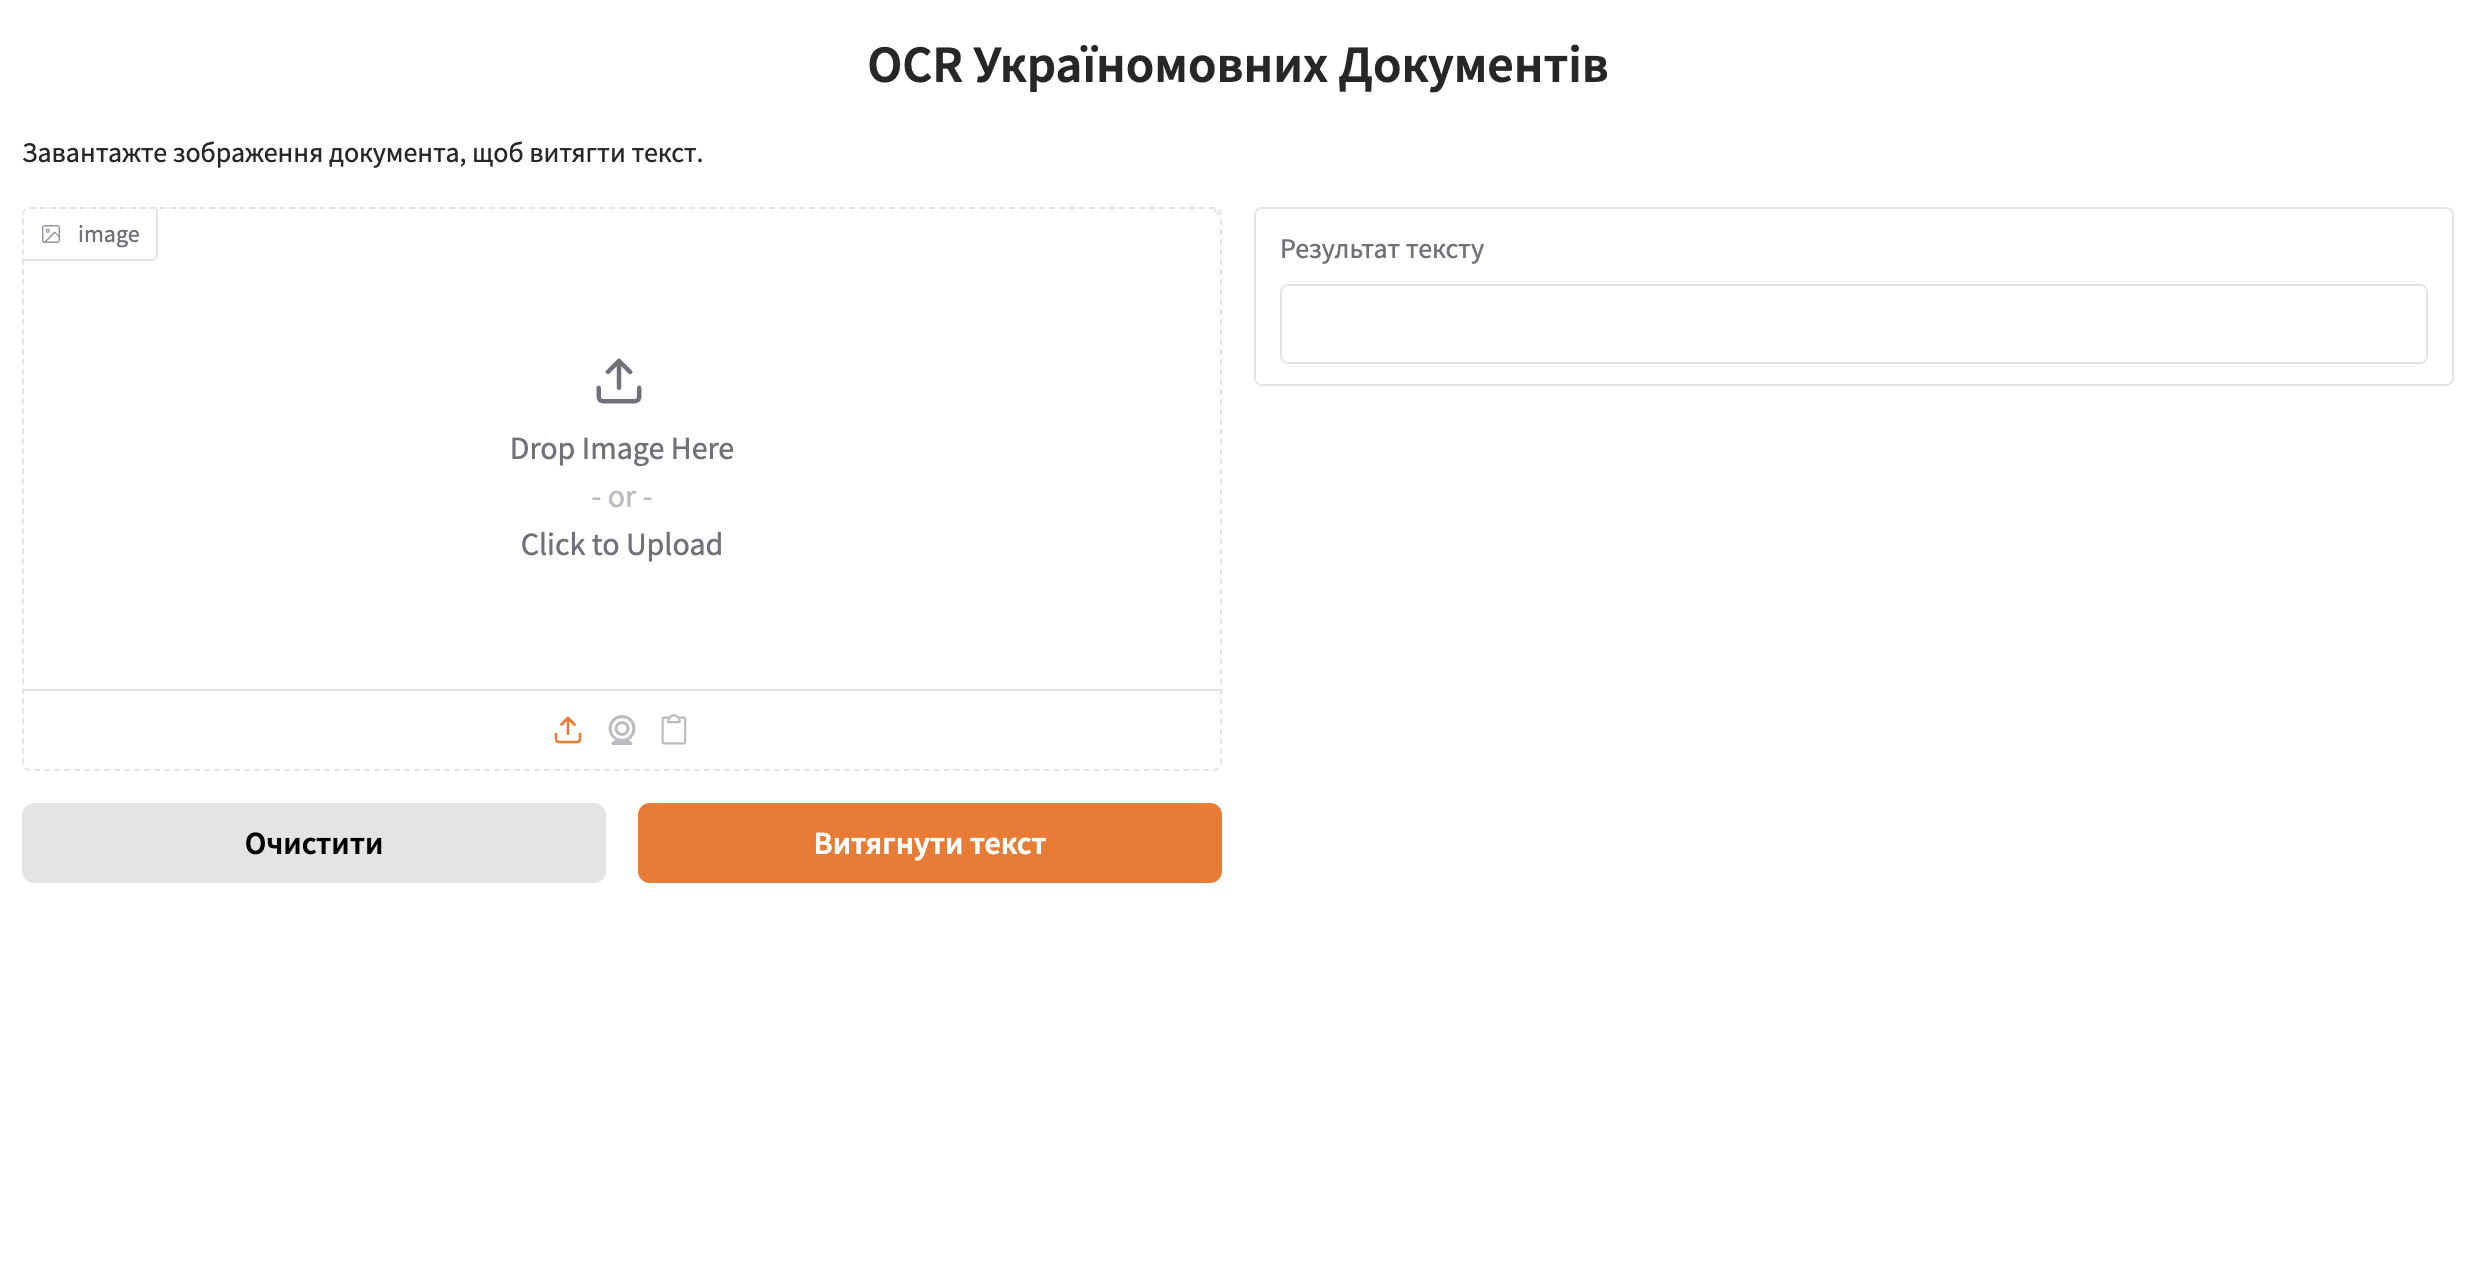 OCR Україномовних Документів
Завантажте зображення документа, щоб витягти текст.
image
Drop Image Here
- or -
Click to Upload
Очистити
Витягнути текст
Результат тексту